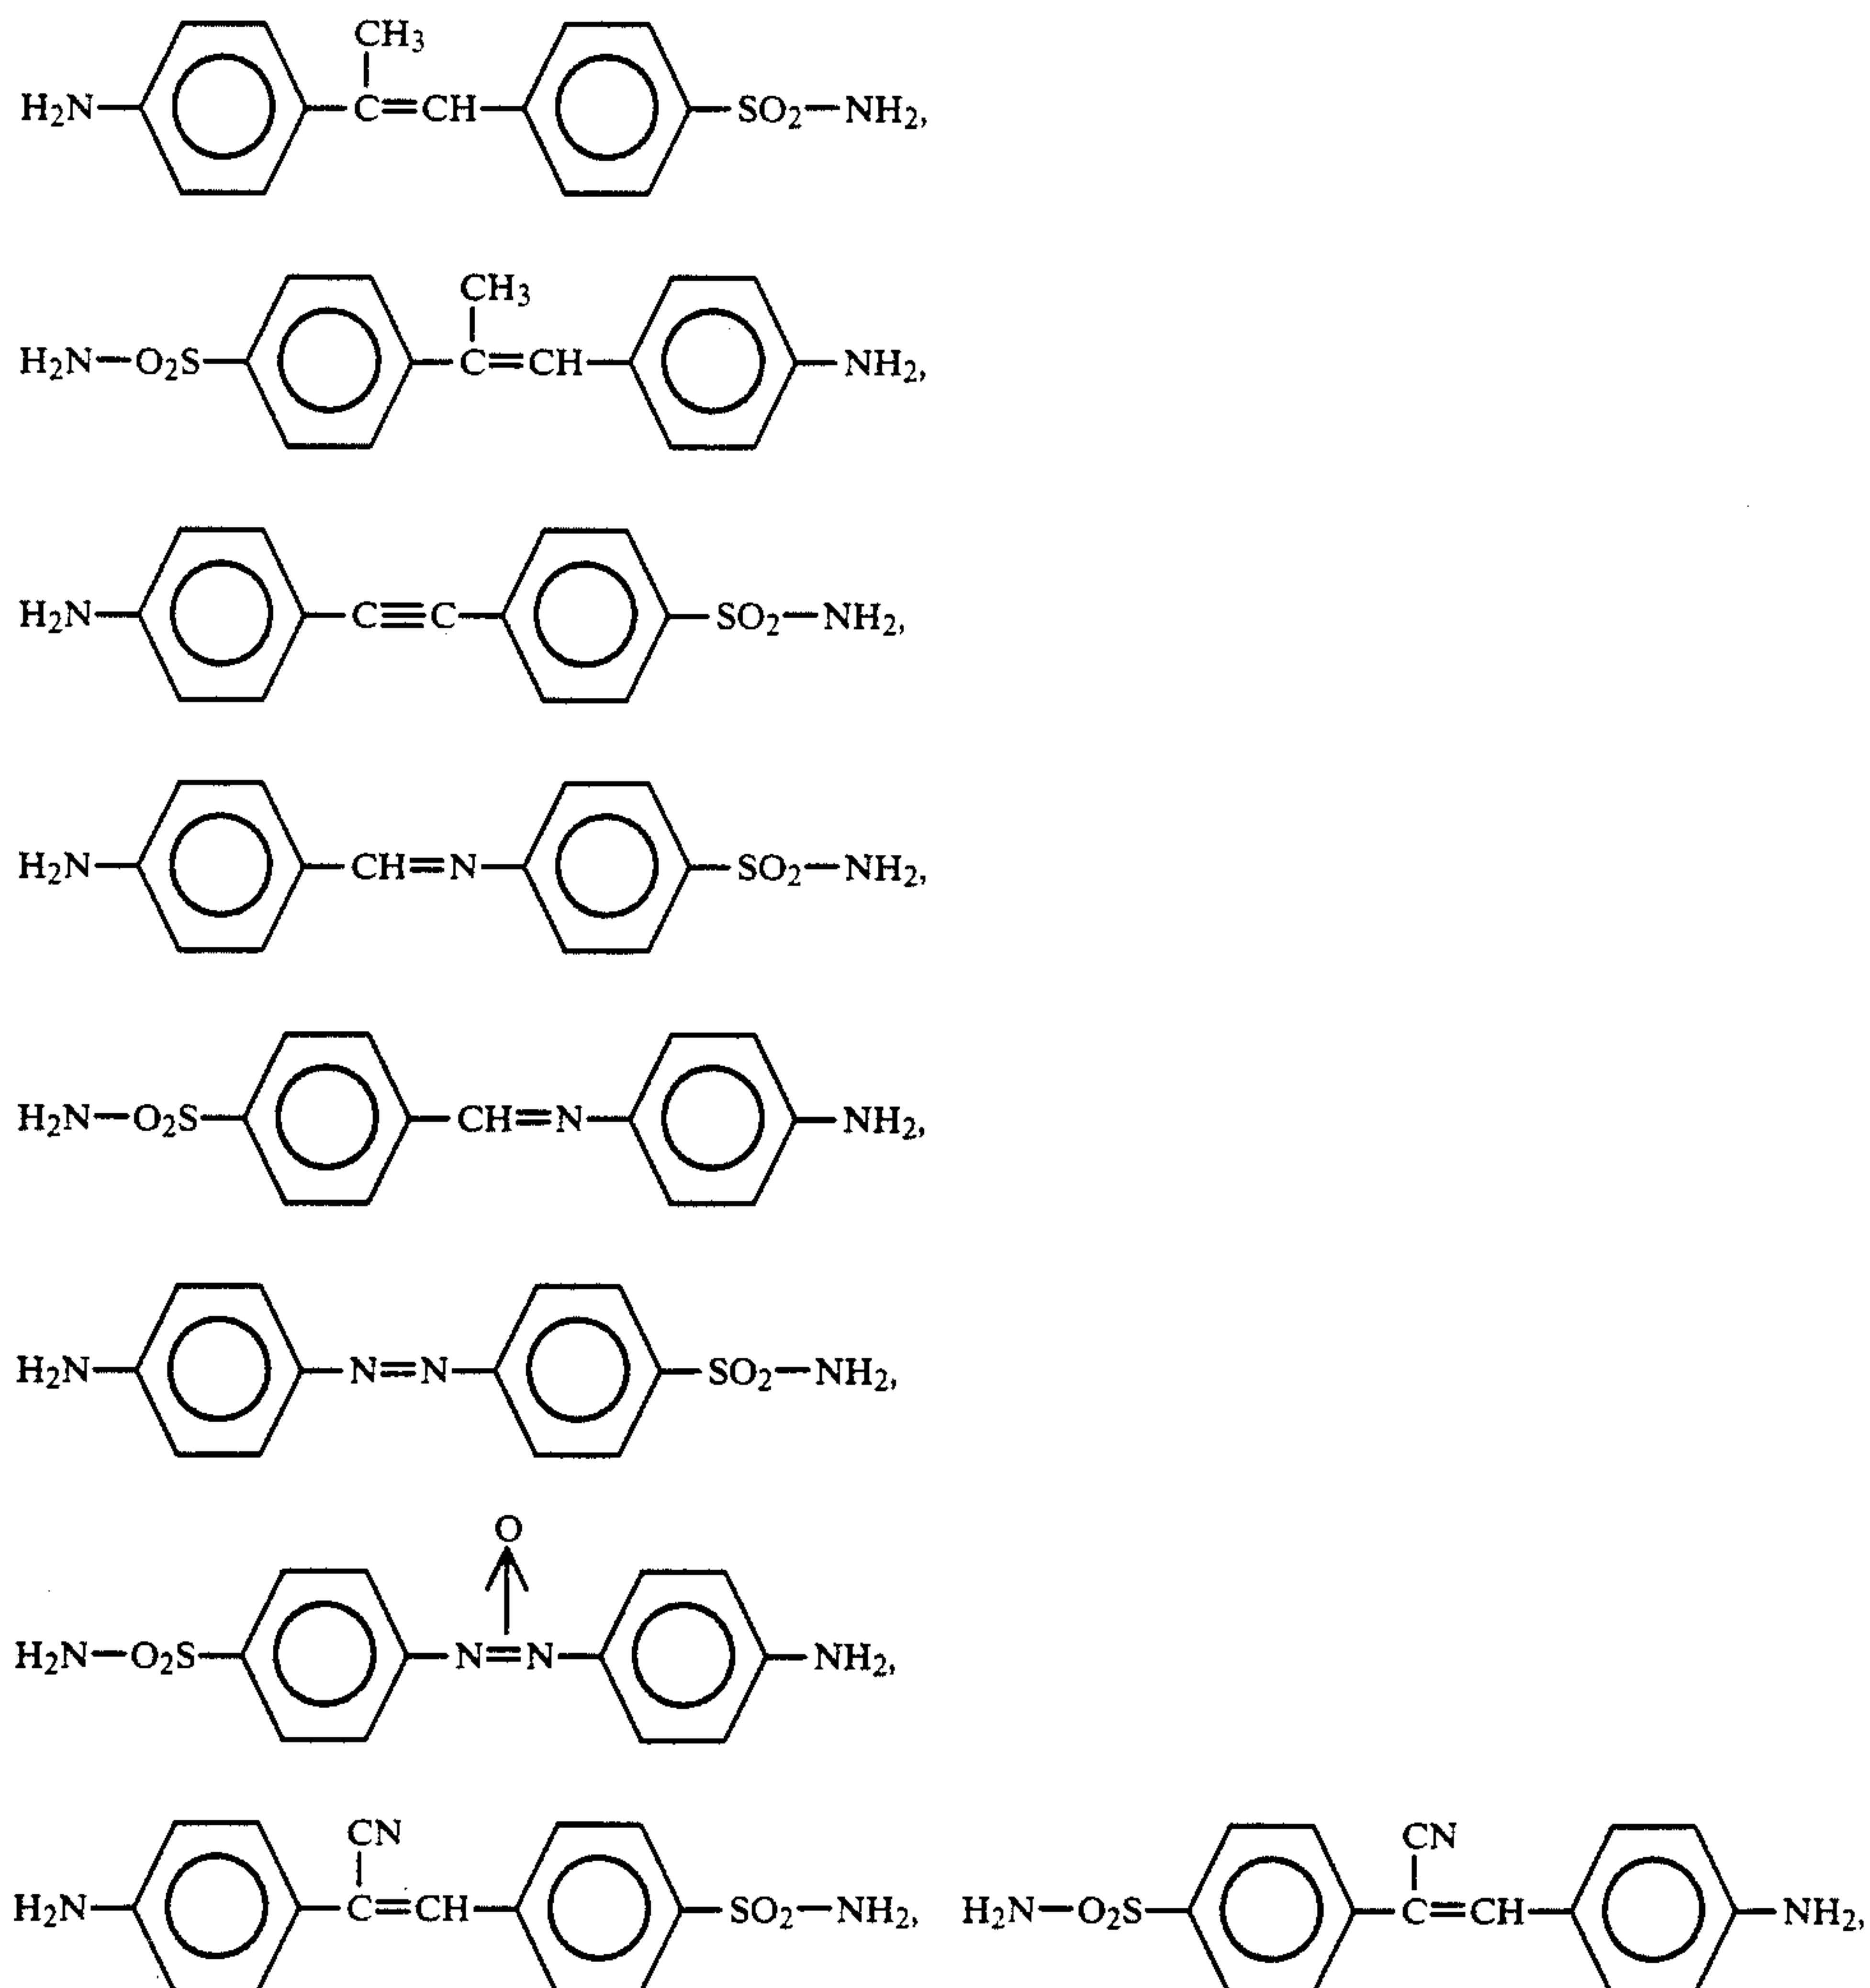 CH3
H2N C=CH SO2—NH2,
CH3
H2N—O2S C=CH NH2,
H2N C≡C SO2—NH2,
H2N CH=N SO2—NH2,
H2N—O2S CH=N NH2,
H2N N=N SO2—NH2,
O
H2N—O2S N=N NH2,
CN CN
H2N C=CH SO2—NH2, H2N—O2S C=CH NH2,